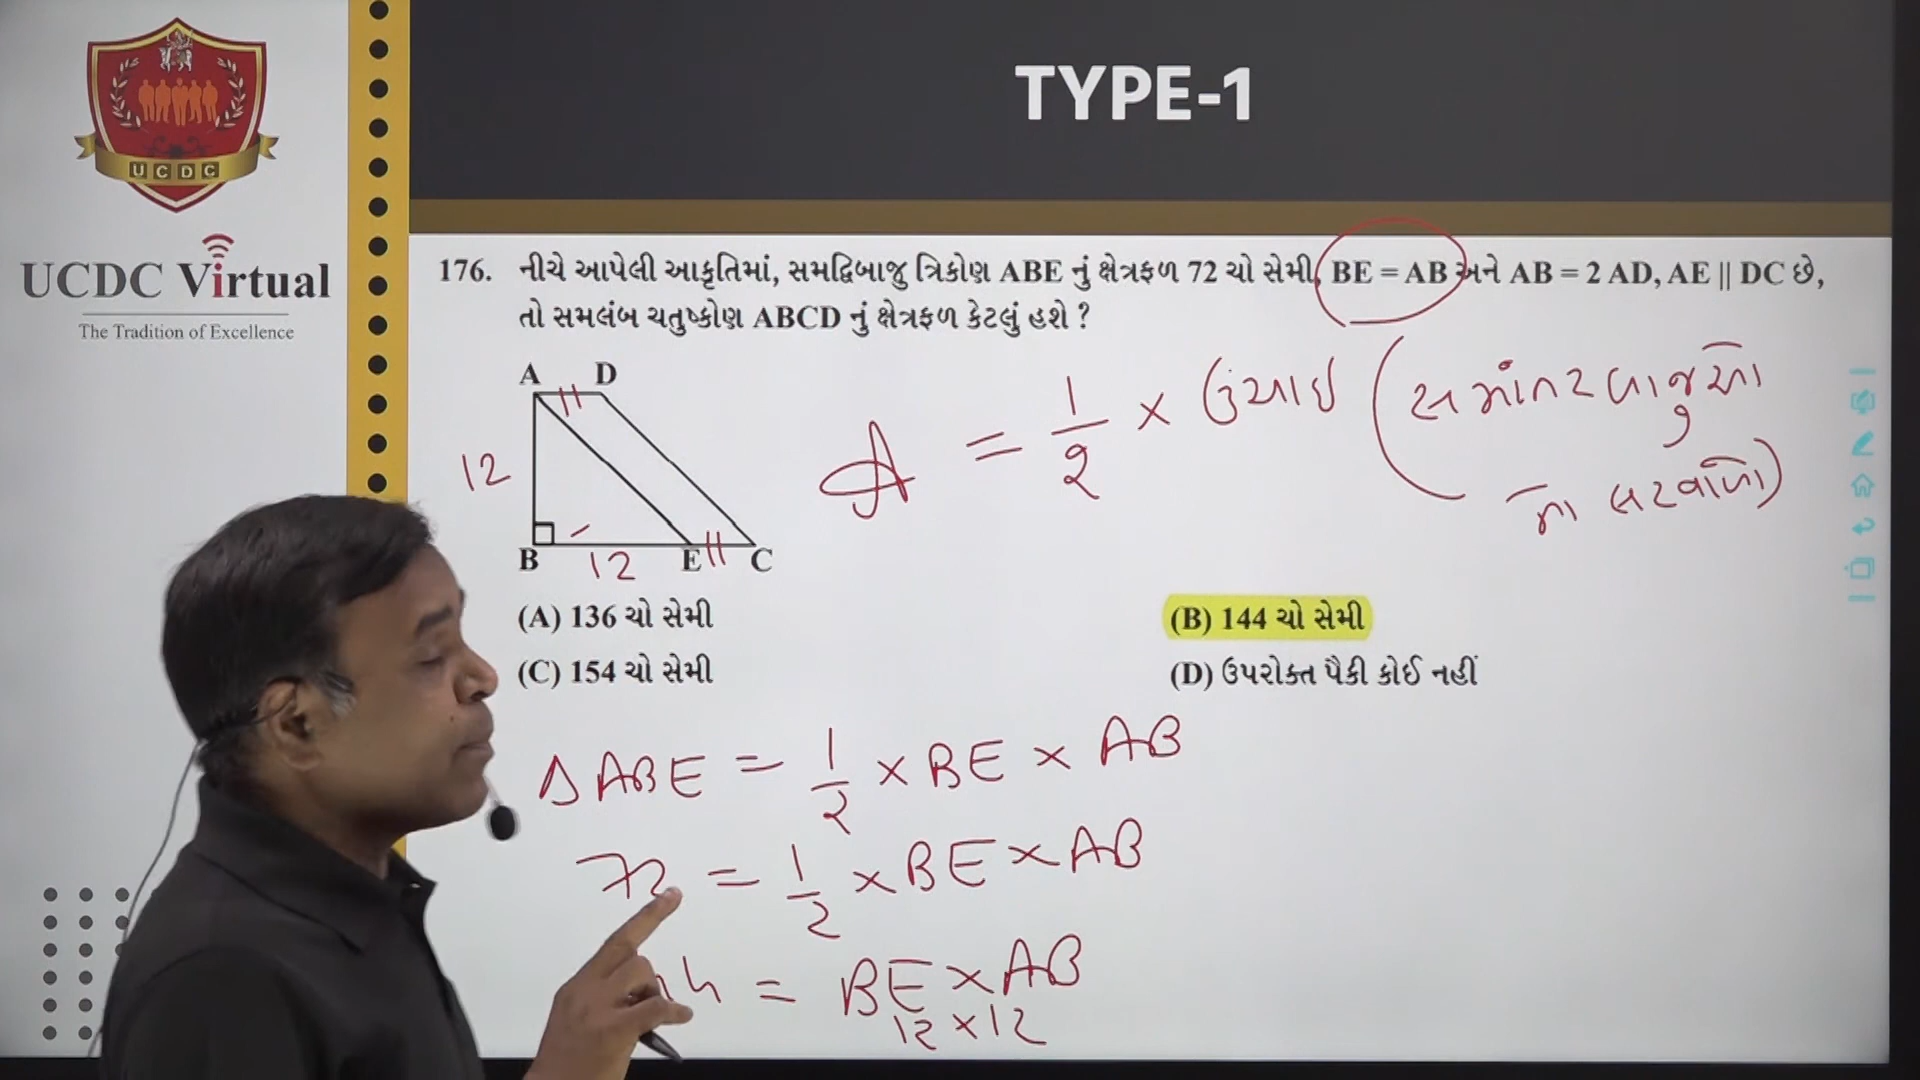 TYPE-1
UCDC
UCDC Virtual
The Tradition of Excellence
176. નીચે આપેલી આકૃતિમાં, સમદ્વિબાજુ ત્રિકોણ ABE નું ક્ષેત્રફળ 72 ચો સેમી, BE = AB અને AB = 2 AD, AE || DC છે,
તો સમલંબ ચતુષ્કોણ ABCD નું ક્ષેત્રફળ કેટલું હશે ?
A D
12
B 12 E C
A = 1/2 × ઉંચાઇ (સમાંતર બાજુઓ
ના સરવાળો)
(A) 136 ચો સેમી
(B) 144 ચો સેમી
(C) 154 ચો સેમી
(D) ઉપરોક્ત પૈકી કોઈ નહીં
Δ ABE = 1/2 × BE × AB
72 = 1/2 × BE × AB
= BE × AB
12 × 12